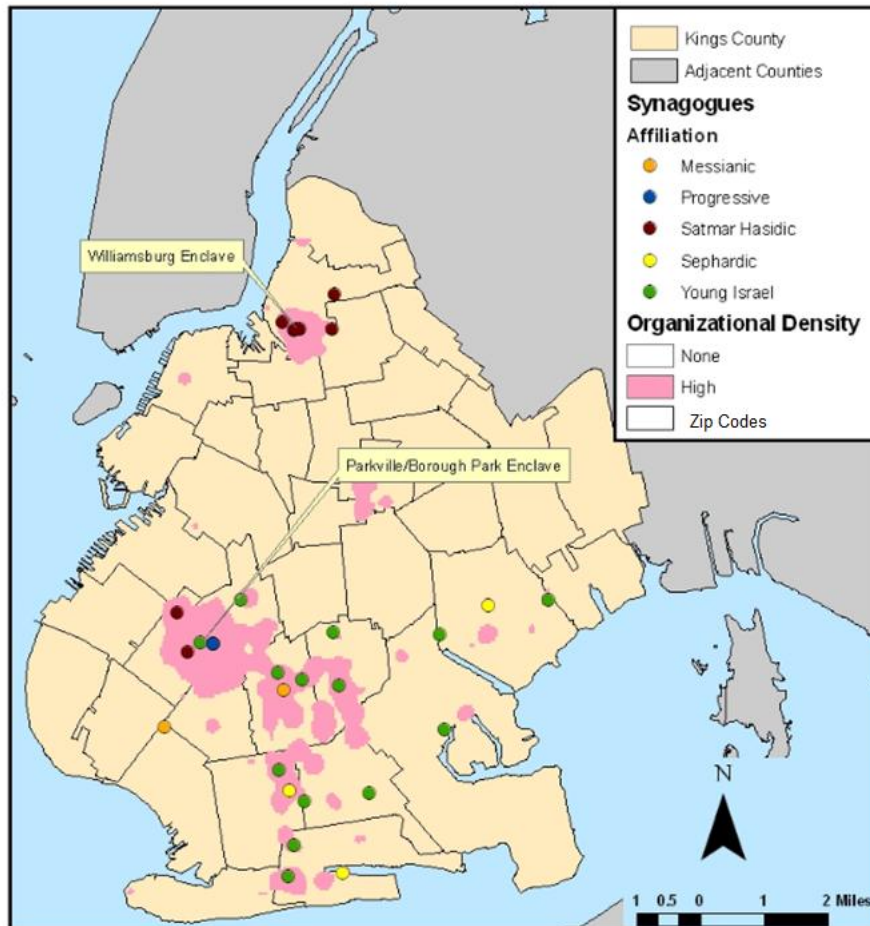 Kings County
Adjacent Counties
Synagogues
Affiliation
Messianic
Progressive
Satmar Hasidic
Sephardic
Young Israel
Organizational Density
None
High
Zip Codes
Williamsburg Enclave
Parkville/Borough Park Enclave
N
1 0.5 0 1 2 Miles